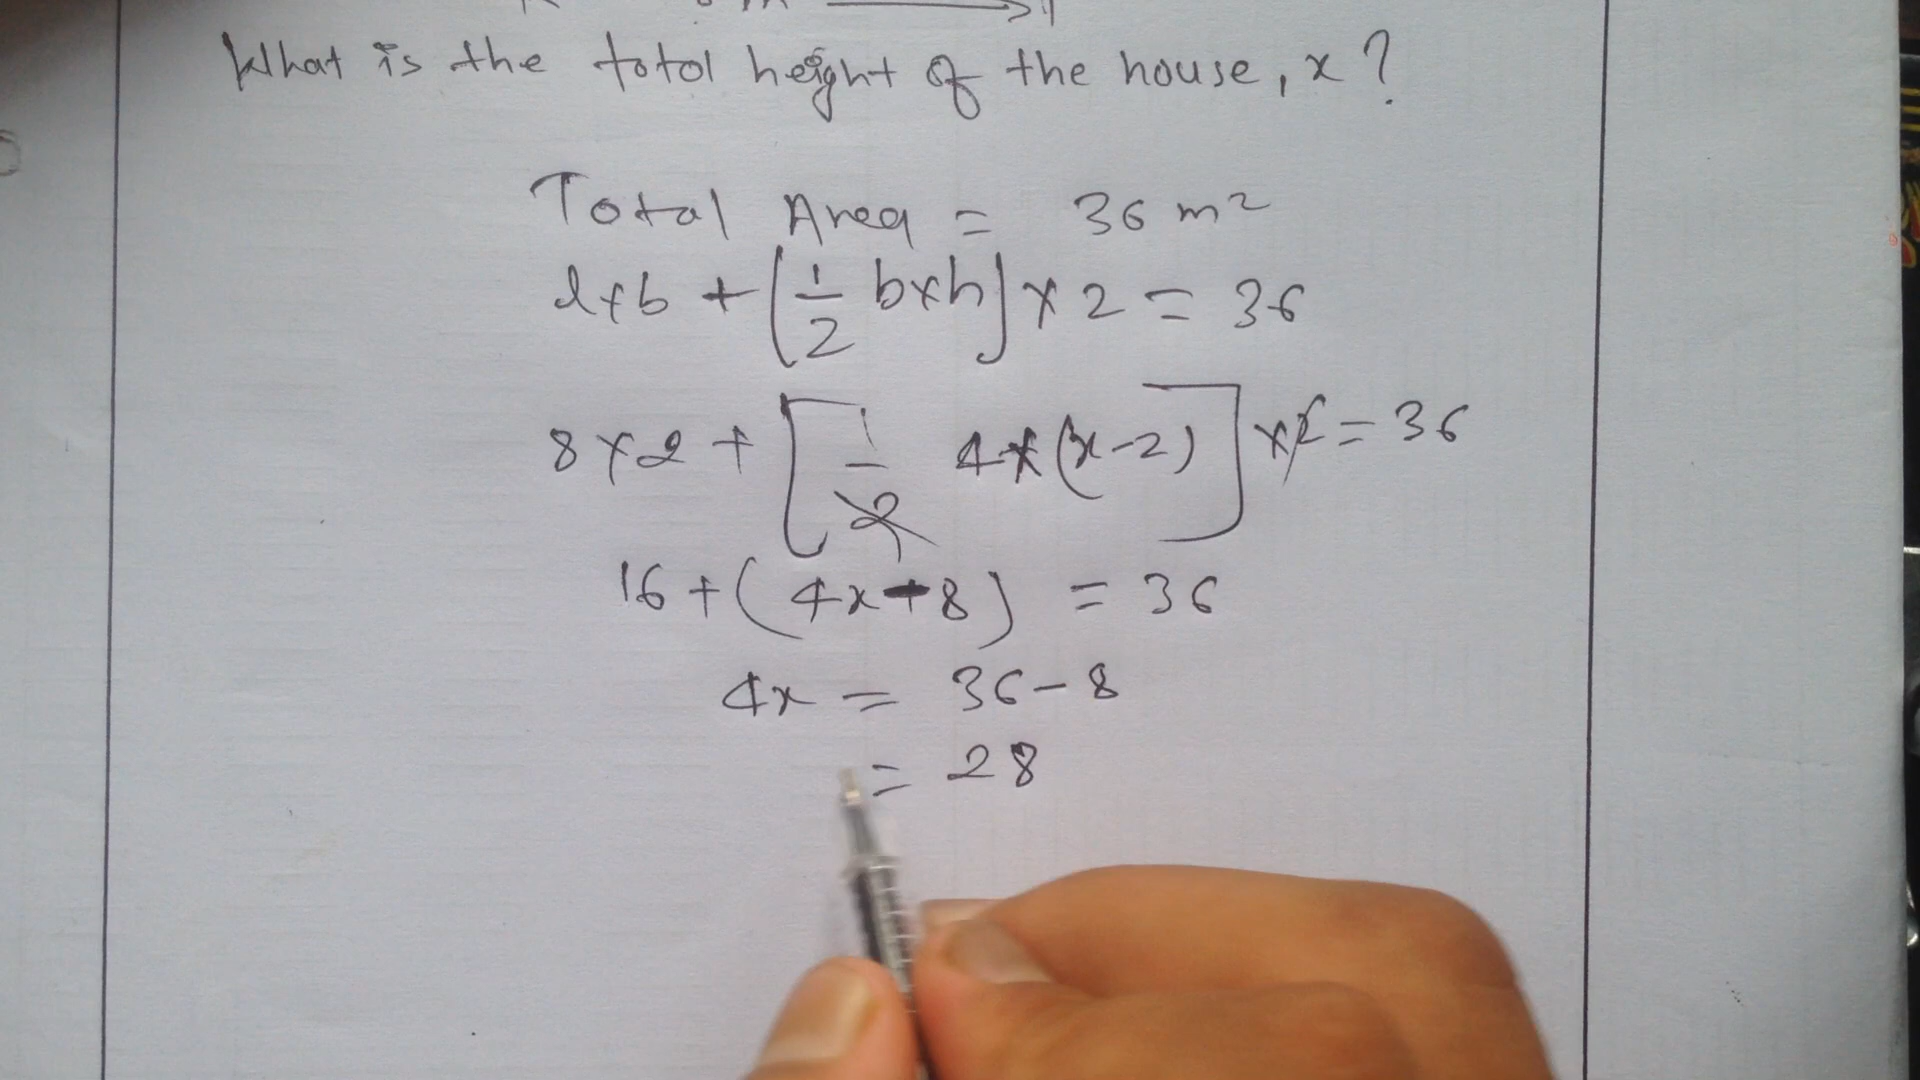 What is the total height of the house, x ?
Total Area = 36 m²
l×b + (1/2 b×h] × 2 = 36
8×2 + [1/2 4×(x-2)] ×2 = 36
16 + (4x-8) = 36
4x = 36-8
= 28